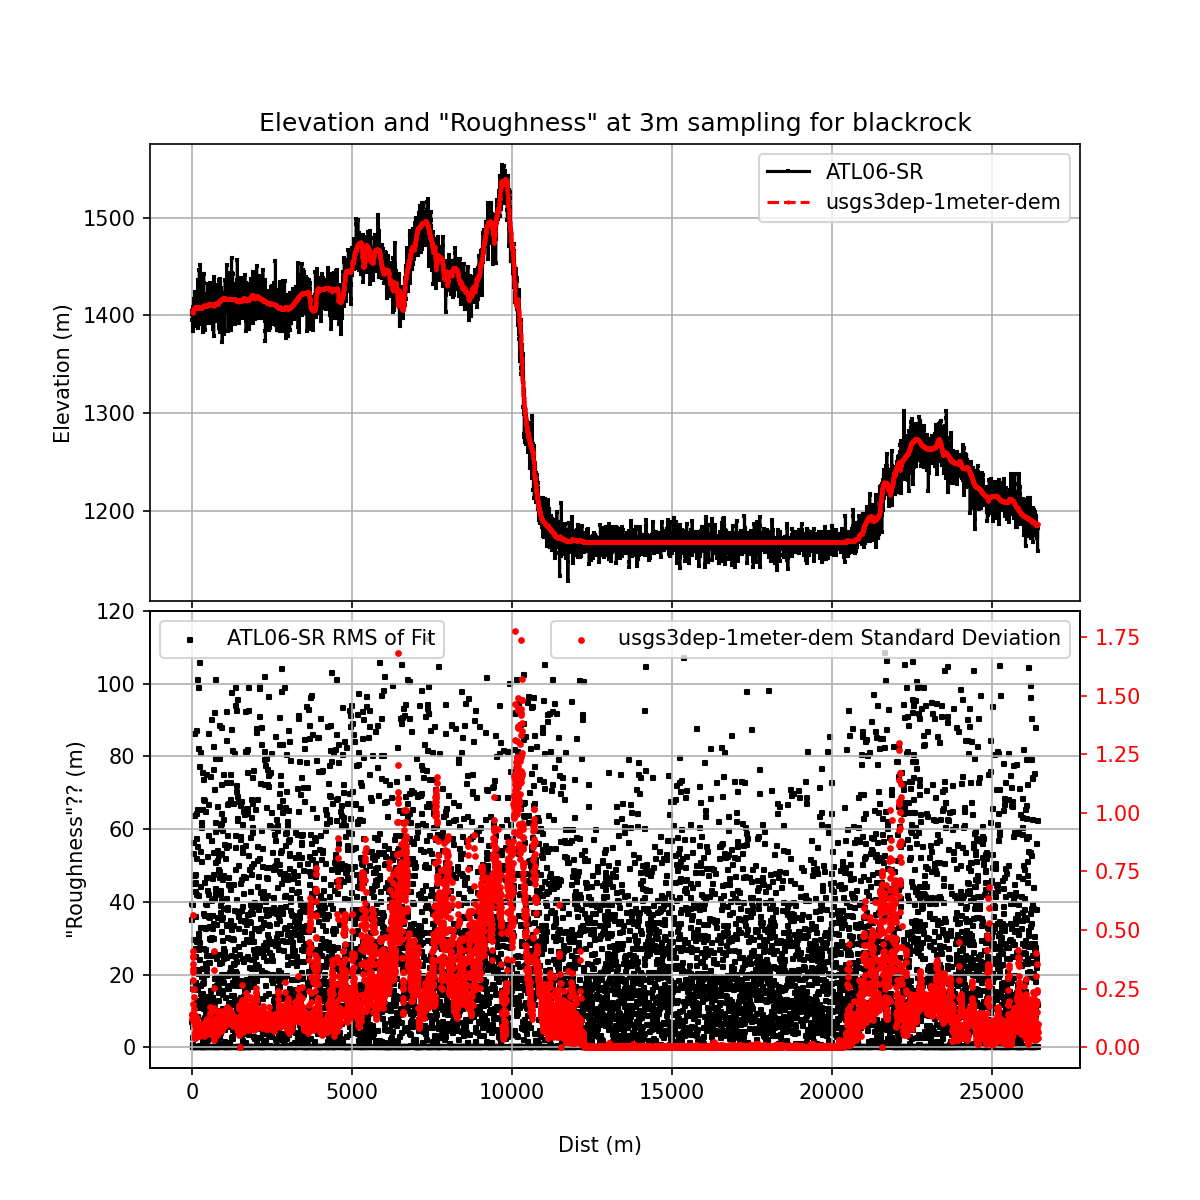 Elevation and "Roughness" at 3m sampling for blackrock
ATL06-SR
usgs3dep-1meter-dem
Elevation (m)
1500
1400
1300
1200
ATL06-SR RMS of Fit
usgs3dep-1meter-dem Standard Deviation
"Roughness"?? (m)
120
100
80
60
40
20
0
1.75
1.50
1.25
1.00
0.75
0.50
0.25
0.00
0 5000 10000 15000 20000 25000
Dist (m)